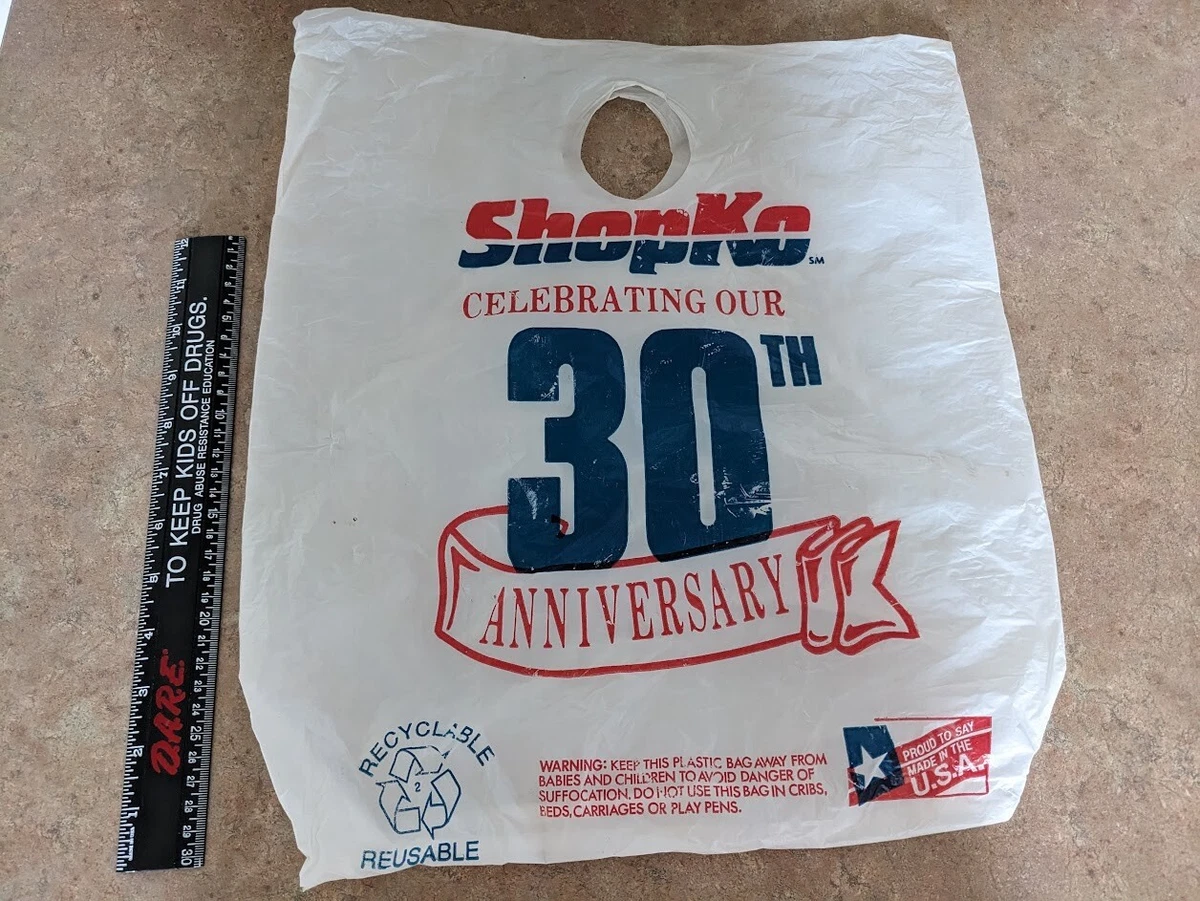 ShopKo SM
CELEBRATING OUR
30TH
ANNIVERSARY
RECYCLABLE
2
REUSABLE
WARNING: KEEP THIS PLASTIC BAG AWAY FROM
BABIES AND CHILDREN TO AVOID DANGER OF
SUFFOCATION. DO NOT USE THIS BAG IN CRIBS,
BEDS, CARRIAGES OR PLAY PENS.
PROUD TO SAY
MADE IN THE
U.S.A.
D.A.R.E.
TO KEEP KIDS OFF DRUGS.
DRUG ABUSE RESISTANCE EDUCATION